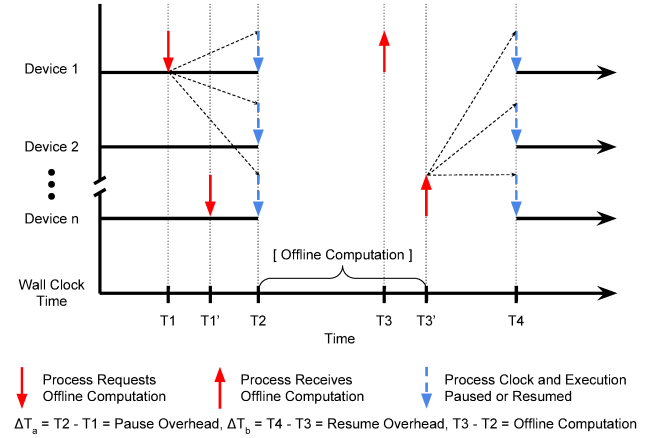 Device 1
Device 2
Device n
[ Offline Computation ]
Wall Clock
Time
T1 T1' T2 T3 T3' T4
Time
Process Requests
Offline Computation
Process Receives
Offline Computation
Process Clock and Execution
Paused or Resumed
ΔTa = T2 - T1 = Pause Overhead, ΔTb = T4 - T3 = Resume Overhead, T3 - T2 = Offline Computation